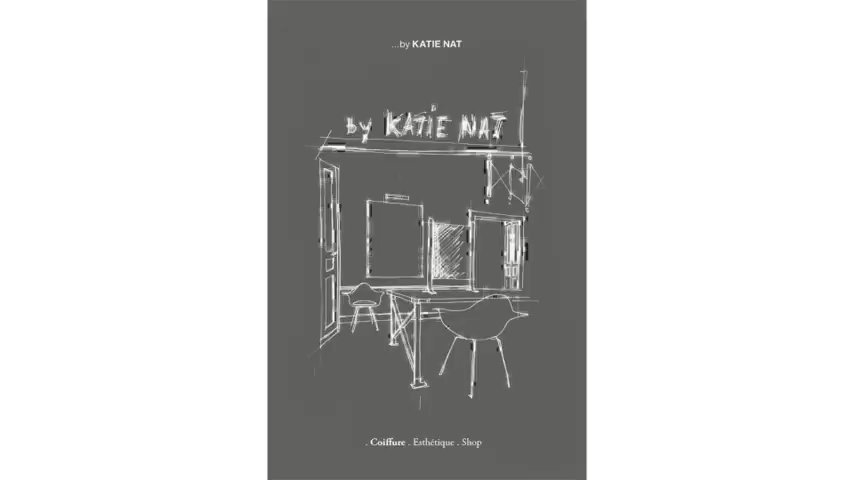 ...by KATIE NAT
by KATIE NAT
. Coiffure . Esthétique . Shop